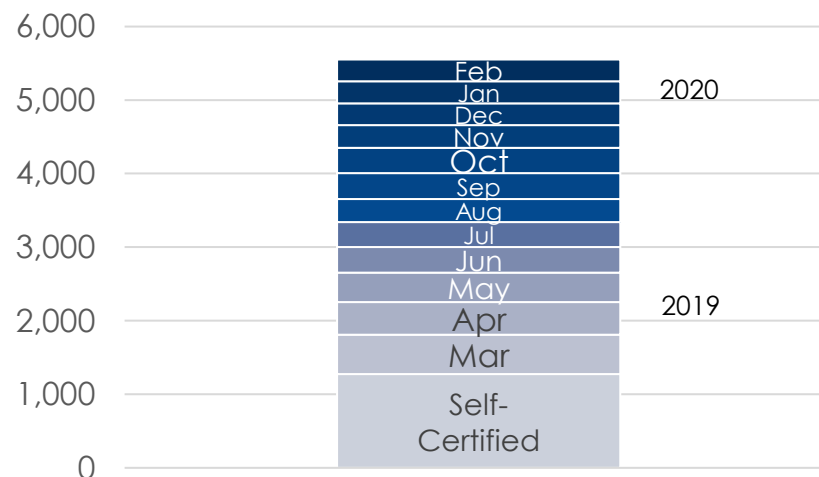 6,000
5,000
4,000
3,000
2,000
1,000
0
Feb
Jan
Dec
Nov
Oct
Sep
Aug
Jul
Jun
May
Apr
Mar
Self-
Certified
2020
2019